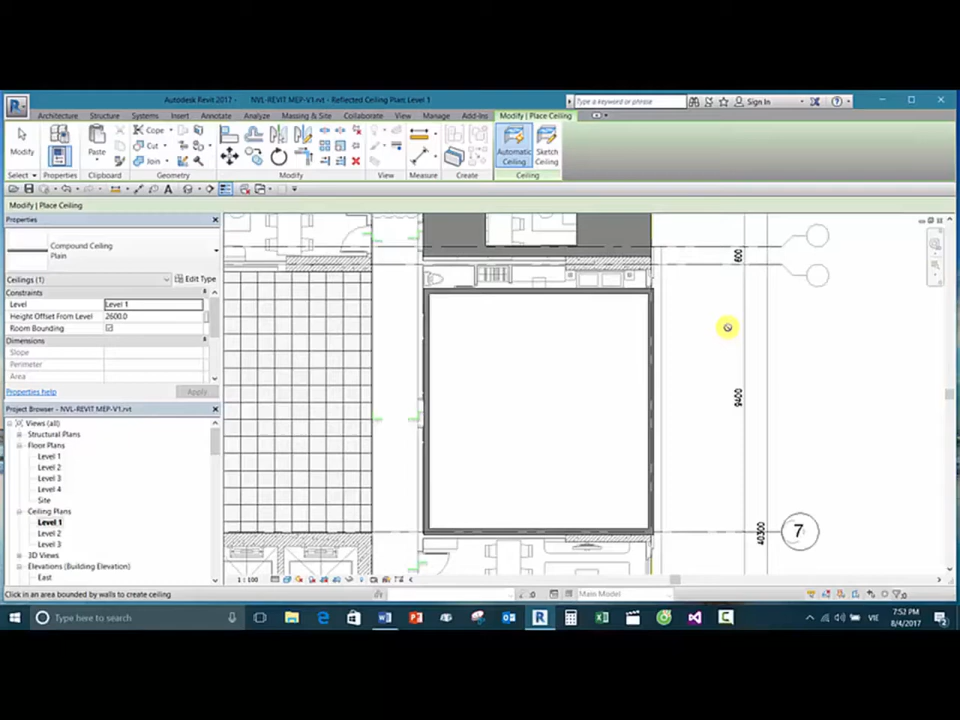 Autodesk Revit 2017 - NVL-REVIT MEP-V1.rvt - Reflected Ceiling Plan: Level 1
Type a keyword or phrase
Sign In
Architecture Structure Systems Insert Annotate Analyze Massing & Site Collaborate View Manage Add-Ins Modify | Place Ceiling
Modify
Paste
Cope
Cut
Join
Automatic Ceiling
Sketch Ceiling
Select Properties Clipboard Geometry Modify View Measure Create Ceiling
Modify | Place Ceiling
Properties
Compound Ceiling
Plain
Ceilings (1)
Edit Type
Constraints
Level Level 1
Height Offset From Level 2600.0
Room Bounding
Dimensions
Slope
Perimeter
Area
Properties help
Apply
Project Browser - NVL-REVIT MEP-V1.rvt
Views (all)
Structural Plans
Floor Plans
Level 1
Level 2
Level 3
Level 4
Site
Ceiling Plans
Level 1
Level 2
Level 3
3D Views
Elevations (Building Elevation)
East
600
9400
40300
7
1 : 100
Click in an area bounded by walls to create ceiling
:0
Main Model
:0
Type here to search
VIE
7:52 PM
8/4/2017